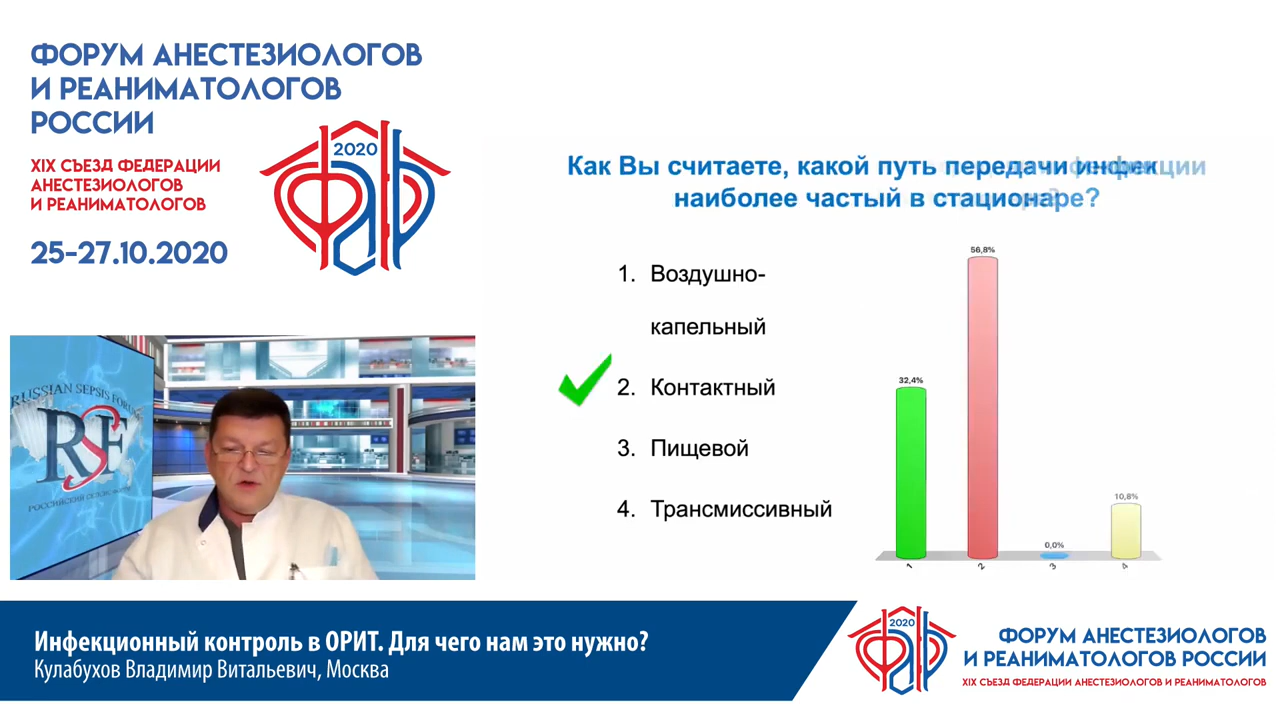 ФОРУМ АНЕСТЕЗИОЛОГОВ
И РЕАНИМАТОЛОГОВ
РОССИИ
XIX СЪЕЗД ФЕДЕРАЦИИ
АНЕСТЕЗИОЛОГОВ
И РЕАНИМАТОЛОГОВ
25-27.10.2020
2020
ФАР
Как Вы считаете, какой путь передачи инфекции
наиболее частый в стационаре?
1. Воздушно-
капельный
2. Контактный
3. Пищевой
4. Трансмиссивный
56,8%
32,4%
10,8%
0,0%
1
2
3
4
RUSSIAN SEPSIS FORUM
RSF
РОССИЙСКИЙ
Инфекционный контроль в ОРИТ. Для чего нам это нужно?
Кулабухов Владимир Витальевич, Москва
2020
ФАР
ФОРУМ АНЕСТЕЗИОЛОГОВ
И РЕАНИМАТОЛОГОВ РОССИИ
XIX СЪЕЗД ФЕДЕРАЦИИ АНЕСТЕЗИОЛОГОВ И РЕАНИМАТОЛОГОВ